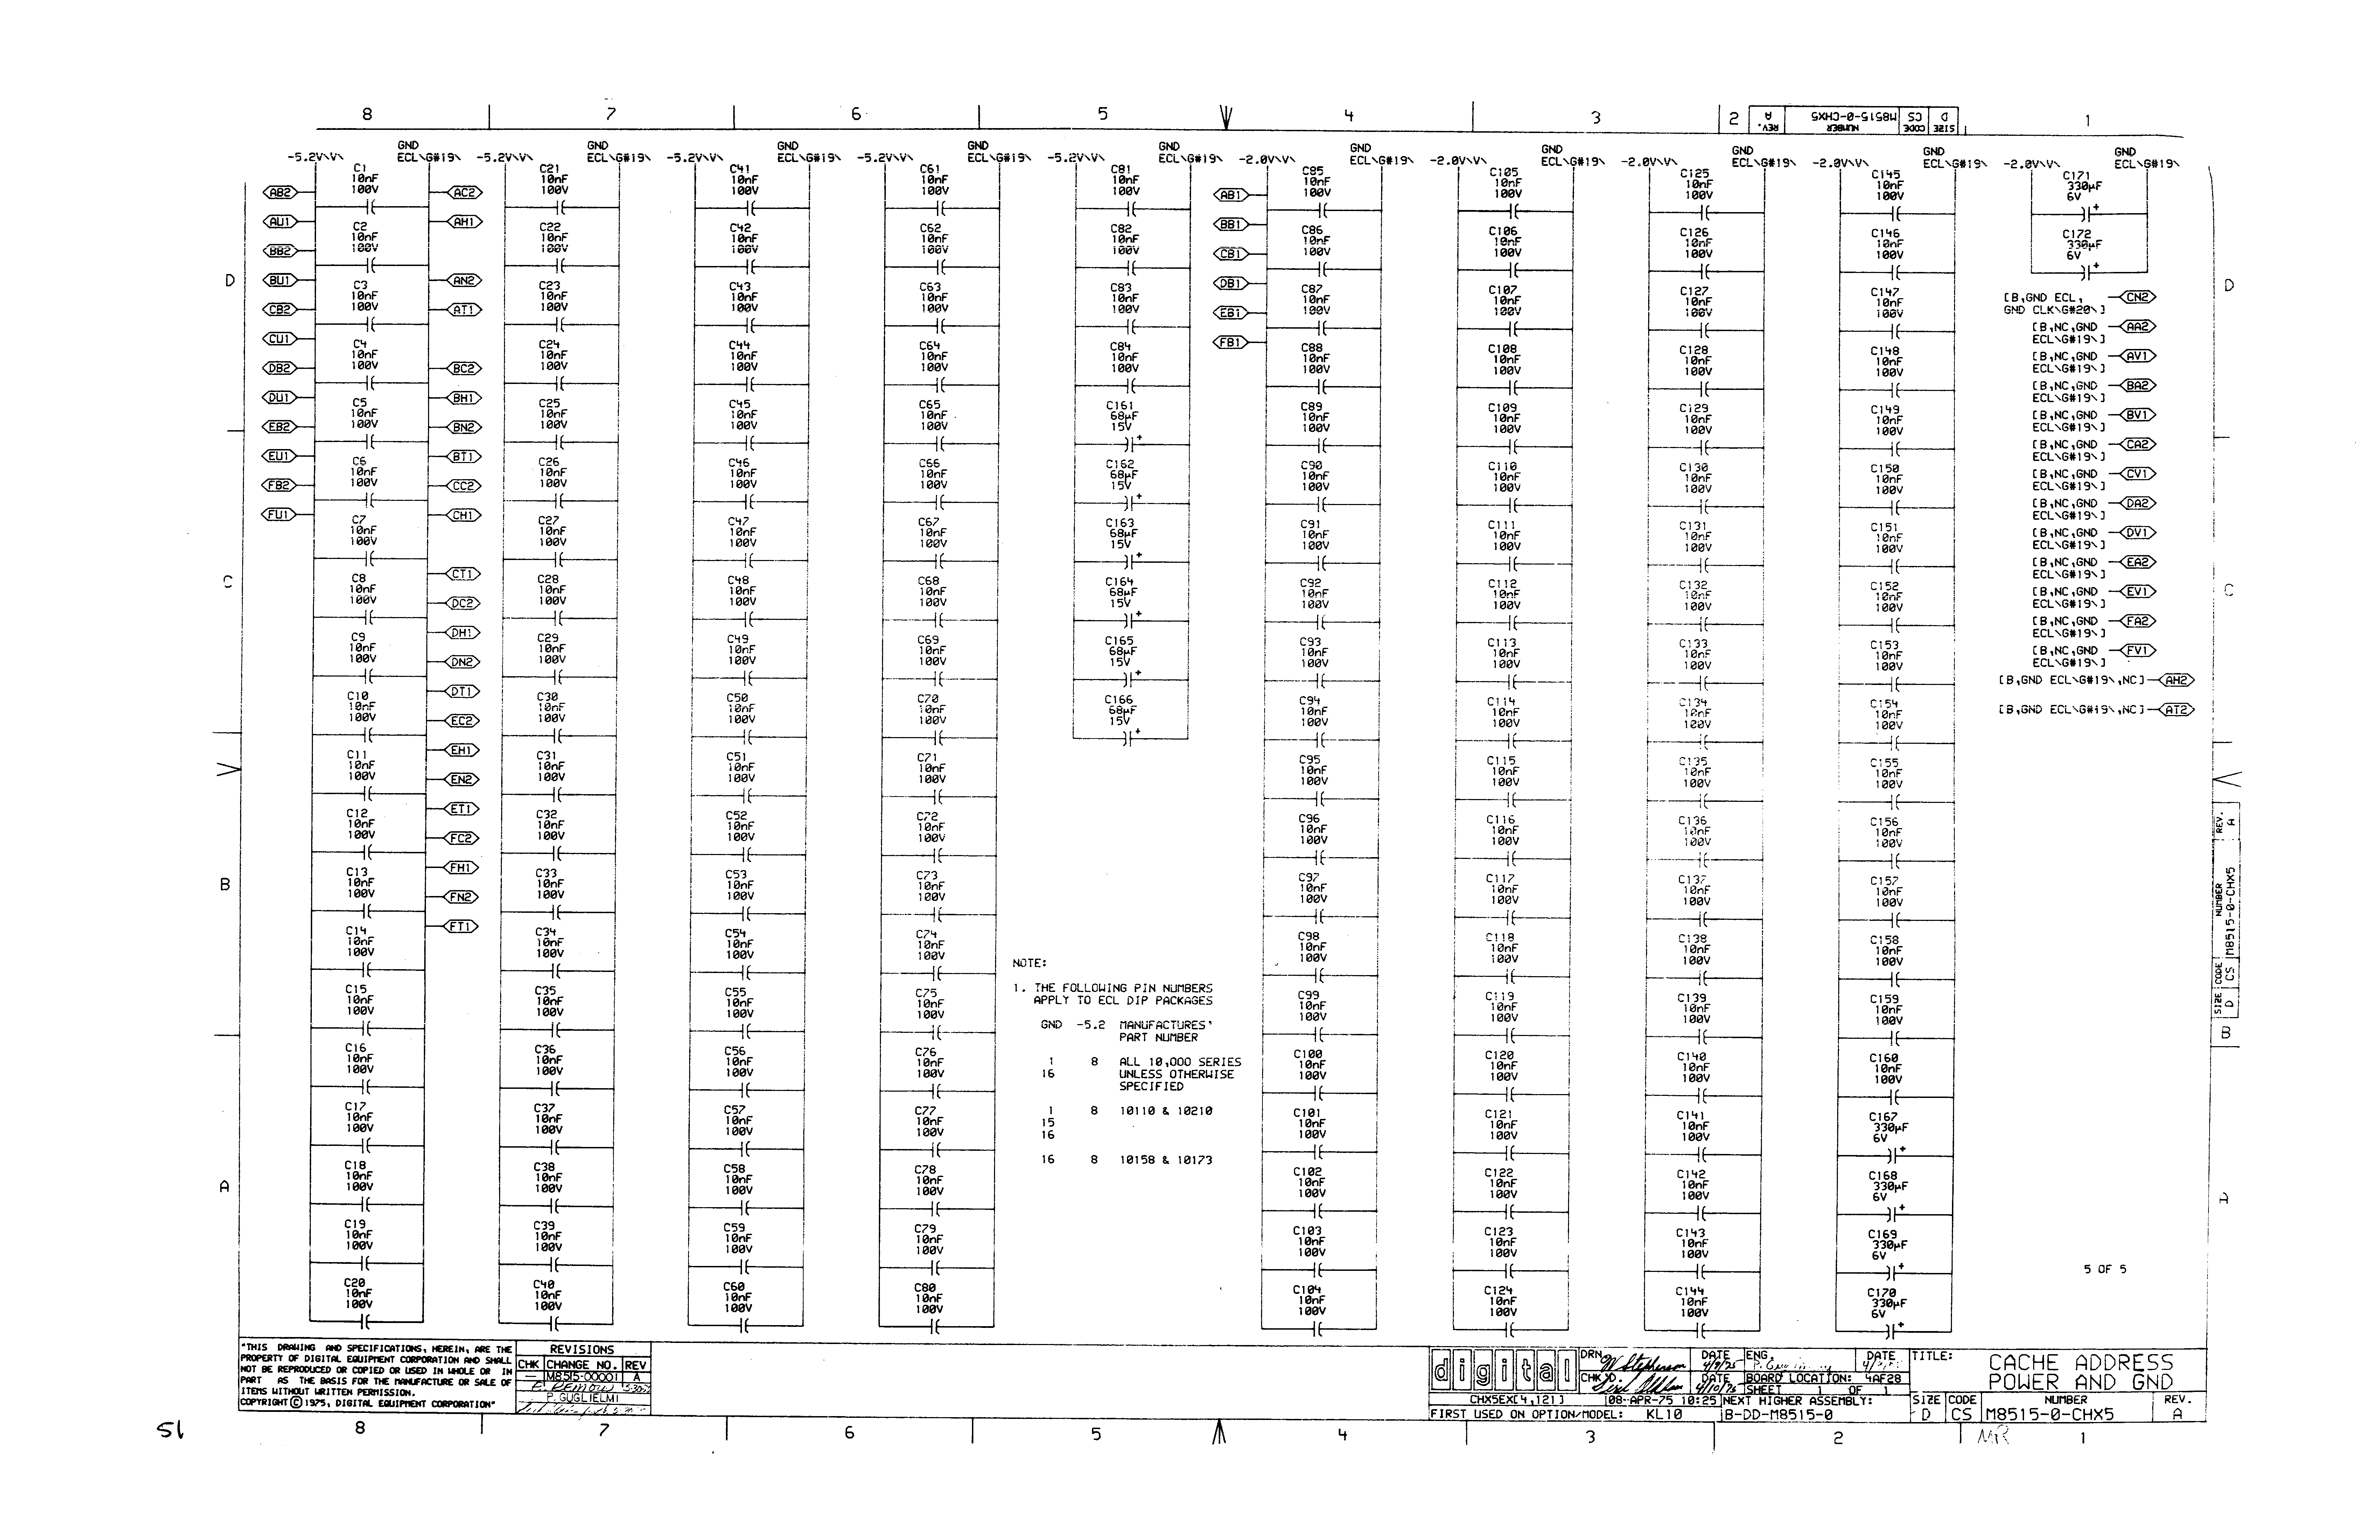 8 7 6 5 4 3 2 1
REV. A NUMBER M8515-0-CHX5 CODE CS SIZE D
GND GND GND GND GND GND GND GND GND GND
-5.2V\V\ ECL\G#19\ -5.2V\V\ ECL\G#19\ -5.2V\V\ ECL\G#19\ -5.2V\V\ ECL\G#19\ -5.2V\V\ ECL\G#19\ -2.0V\V\ ECL\G#19\ -2.0V\V\ ECL\G#19\ -2.0V\V\ ECL\G#19\ -2.0V\V\ ECL\G#19\ -2.0V\V\ ECL\G#19\
C1 C21 C41 C61 C81 C85 C105 C125 C145 C171
10nF 10nF 10nF 10nF 10nF 10nF 10nF 10nF 10nF 330µF
100V 100V 100V 100V 100V 100V 100V 100V 100V 6V
C2 C22 C42 C62 C82 C86 C106 C126 C146 C172
10nF 10nF 10nF 10nF 10nF 10nF 10nF 10nF 10nF 330µF
100V 100V 100V 100V 100V 100V 100V 100V 100V 6V
C3 C23 C43 C63 C83 C87 C107 C127 C147
10nF 10nF 10nF 10nF 10nF 10nF 10nF 10nF 10nF
100V 100V 100V 100V 100V 100V 100V 100V 100V
C4 C24 C44 C64 C84 C88 C108 C128 C148
10nF 10nF 10nF 10nF 10nF 10nF 10nF 10nF 10nF
100V 100V 100V 100V 100V 100V 100V 100V 100V
C5 C25 C45 C65 C161 C89 C109 C129 C149
10nF 10nF 10nF 10nF 68µF 10nF 10nF 10nF 10nF
100V 100V 100V 100V 15V 100V 100V 100V 100V
C6 C26 C46 C66 C162 C90 C110 C130 C150
10nF 10nF 10nF 10nF 68µF 10nF 10nF 10nF 10nF
100V 100V 100V 100V 15V 100V 100V 100V 100V
C7 C27 C47 C67 C163 C91 C111 C131 C151
10nF 10nF 10nF 10nF 68µF 10nF 10nF 10nF 10nF
100V 100V 100V 100V 15V 100V 100V 100V 100V
C8 C28 C48 C68 C164 C92 C112 C132 C152
10nF 10nF 10nF 10nF 68µF 10nF 10nF 10nF 10nF
100V 100V 100V 100V 15V 100V 100V 100V 100V
C9 C29 C49 C69 C165 C93 C113 C133 C153
10nF 10nF 10nF 10nF 68µF 10nF 10nF 10nF 10nF
100V 100V 100V 100V 15V 100V 100V 100V 100V
C10 C30 C50 C70 C166 C94 C114 C134 C154
10nF 10nF 10nF 10nF 68µF 10nF 10nF 10nF 10nF
100V 100V 100V 100V 15V 100V 100V 100V 100V
C11 C31 C51 C71 C95 C115 C135 C155
10nF 10nF 10nF 10nF 10nF 10nF 10nF 10nF
100V 100V 100V 100V 100V 100V 100V 100V
C12 C32 C52 C72 C96 C116 C136 C156
10nF 10nF 10nF 10nF 10nF 10nF 10nF 10nF
100V 100V 100V 100V 100V 100V 100V 100V
C13 C33 C53 C73 C97 C117 C137 C157
10nF 10nF 10nF 10nF 10nF 10nF 10nF 10nF
100V 100V 100V 100V 100V 100V 100V 100V
C14 C34 C54 C74 C98 C118 C138 C158
10nF 10nF 10nF 10nF 10nF 10nF 10nF 10nF
100V 100V 100V 100V 100V 100V 100V 100V
C15 C35 C55 C75 C99 C119 C139 C159
10nF 10nF 10nF 10nF 10nF 10nF 10nF 10nF
100V 100V 100V 100V 100V 100V 100V 100V
C16 C36 C56 C76 C100 C120 C140 C160
10nF 10nF 10nF 10nF 10nF 10nF 10nF 10nF
100V 100V 100V 100V 100V 100V 100V 100V
C17 C37 C57 C77 C101 C121 C141 C167
10nF 10nF 10nF 10nF 10nF 10nF 10nF 330µF
100V 100V 100V 100V 100V 100V 100V 6V
C18 C38 C58 C78 C102 C122 C142 C168
10nF 10nF 10nF 10nF 10nF 10nF 10nF 330µF
100V 100V 100V 100V 100V 100V 100V 6V
C19 C39 C59 C79 C103 C123 C143 C169
10nF 10nF 10nF 10nF 10nF 10nF 10nF 330µF
100V 100V 100V 100V 100V 100V 100V 6V
C20 C40 C60 C80 C104 C124 C144 C170
10nF 10nF 10nF 10nF 10nF 10nF 10nF 330µF
100V 100V 100V 100V 100V 100V 100V 6V
AB2
AU1
BB2
BU1
CB2
CU1
DB2
DU1
EB2
EU1
FB2
FU1
AC2
AH1
AN2
AT1
BC2
BH1
BN2
BT1
CC2
CH1
CT1
DC2
DH1
DN2
DT1
EC2
EH1
EN2
ET1
FC2
FH1
FN2
FT1
AB1
BB1
CB1
DB1
EB1
FB1
[B,GND ECL, CN2
GND CLK\G#20\]
[B,NC,GND AA2
ECL\G#19\]
[B,NC,GND AV1
ECL\G#19\]
[B,NC,GND BA2
ECL\G#19\]
[B,NC,GND BV1
ECL\G#19\]
[B,NC,GND CA2
ECL\G#19\]
[B,NC,GND CV1
ECL\G#19\]
[B,NC,GND DA2
ECL\G#19\]
[B,NC,GND DV1
ECL\G#19\]
[B,NC,GND EA2
ECL\G#19\]
[B,NC,GND EV1
ECL\G#19\]
[B,NC,GND FA2
ECL\G#19\]
[B,NC,GND FV1
ECL\G#19\]
[B,GND ECL\G#19\,NC] AH2
[B,GND ECL\G#19\,NC] AT2
D
C
B
A
D
C
B
SIZE D CODE CS NUMBER M8515-0-CHX5 REV. A
NOTE:
1. THE FOLLOWING PIN NUMBERS
APPLY TO ECL DIP PACKAGES
GND -5.2 MANUFACTURES'
PART NUMBER
1 8 ALL 10,000 SERIES
16 UNLESS OTHERWISE
SPECIFIED
1 8 10110 & 10210
15
16
16 8 10158 & 10173
5 OF 5
"THIS DRAWING AND SPECIFICATIONS, HEREIN, ARE THE
PROPERTY OF DIGITAL EQUIPMENT CORPORATION AND SHALL
NOT BE REPRODUCED OR COPIED OR USED IN WHOLE OR IN
PART AS THE BASIS FOR THE MANUFACTURE OR SALE OF
ITEMS WITHOUT WRITTEN PERMISSION.
COPYRIGHT © 1975, DIGITAL EQUIPMENT CORPORATION"
REVISIONS
CHK CHANGE NO. REV
M8515-00001 A
P. GUGLIELMI
digital
DRN. W Stephenson DATE 4/9/75 ENG. DATE
CHK'D. DATE 4/10/75 BOARD LOCATION: 4AF28
SHEET 1 OF 1
CHX5EX[4,121] 08-APR-75 10:25 NEXT HIGHER ASSEMBLY:
FIRST USED ON OPTION/MODEL: KL10 B-DD-M8515-0
TITLE: CACHE ADDRESS
POWER AND GND
SIZE CODE NUMBER REV.
D CS M8515-0-CHX5 A
51
8 7 6 5 4 3 2 MR 1